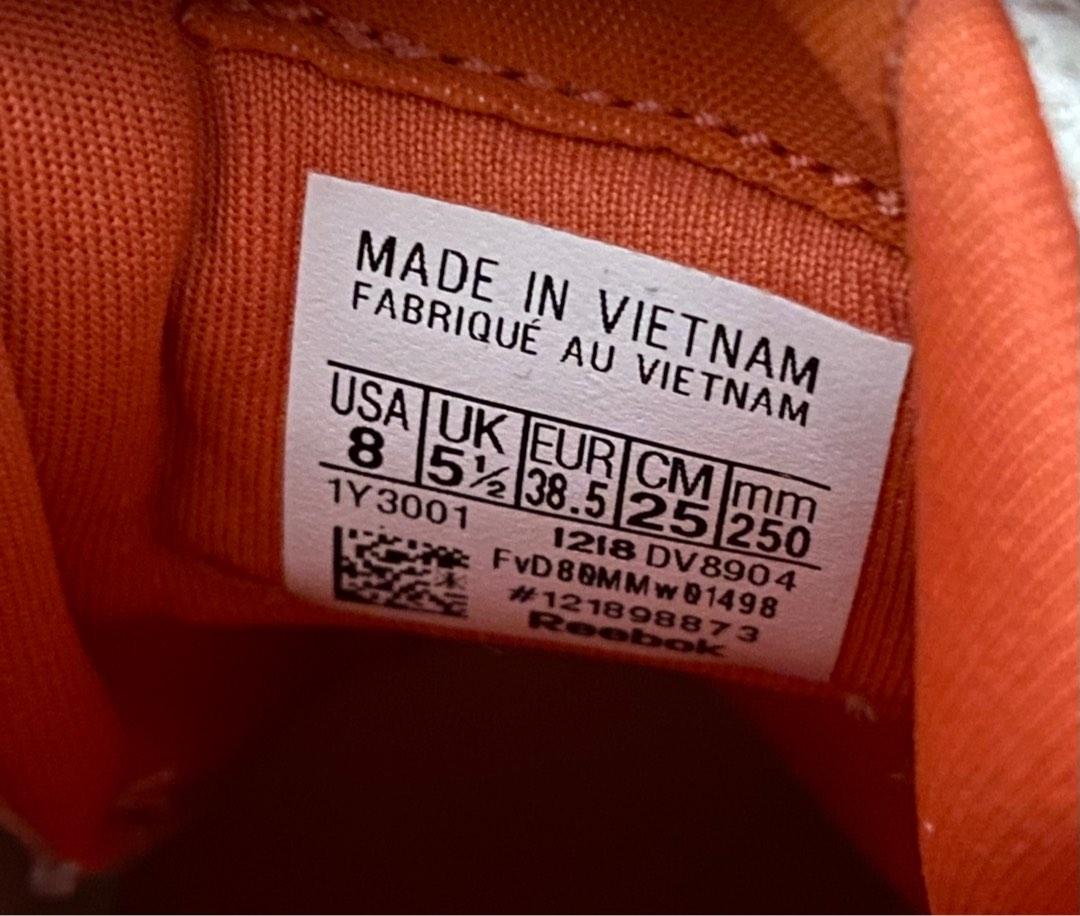 MADE IN VIETNAM
FABRIQUÉ AU VIETNAM
USA UK EUR CM mm
8 5½ 38.5 25 250
1Y3001 1218 DV8904
FvD80MMw01498
#121898873
Reebok